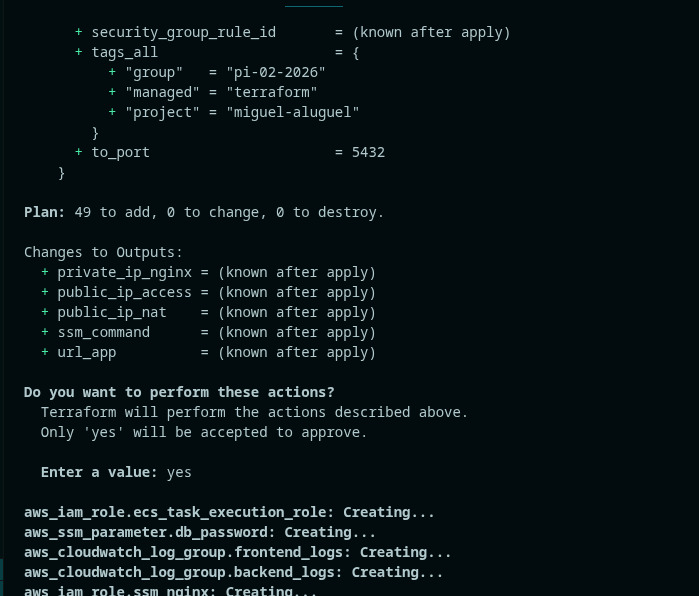 + security_group_rule_id       = (known after apply)
+ tags_all                     = {
+ "group"   = "pi-02-2026"
+ "managed" = "terraform"
+ "project" = "miguel-aluguel"
}
+ to_port                      = 5432
}
Plan: 49 to add, 0 to change, 0 to destroy.
Changes to Outputs:
+ private_ip_nginx = (known after apply)
+ public_ip_access = (known after apply)
+ public_ip_nat    = (known after apply)
+ ssm_command      = (known after apply)
+ url_app          = (known after apply)
Do you want to perform these actions?
Terraform will perform the actions described above.
Only 'yes' will be accepted to approve.
Enter a value: yes
aws_iam_role.ecs_task_execution_role: Creating...
aws_ssm_parameter.db_password: Creating...
aws_cloudwatch_log_group.frontend_logs: Creating...
aws_cloudwatch_log_group.backend_logs: Creating...
aws_iam_role.ssm_nginx: Creating...